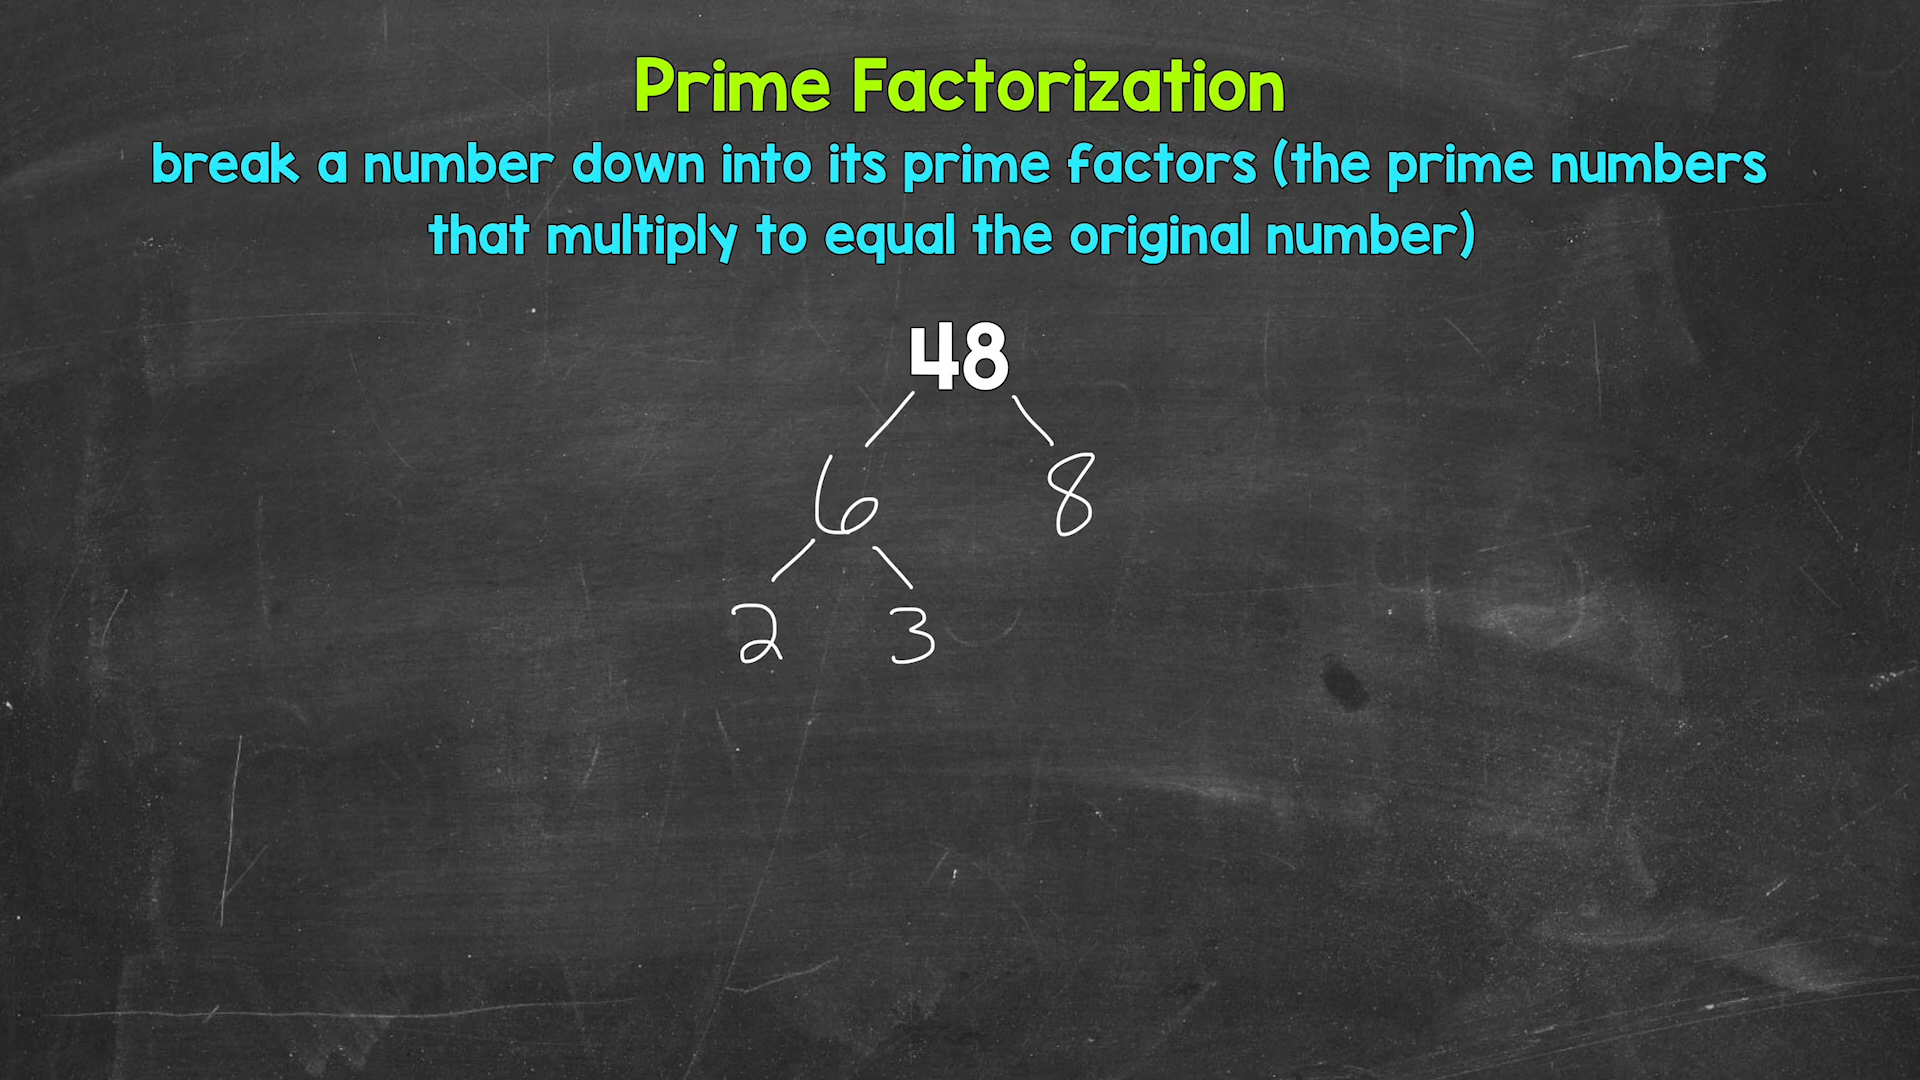 Prime Factorization
break a number down into its prime factors (the prime numbers
that multiply to equal the original number)
48
6 8
2 3